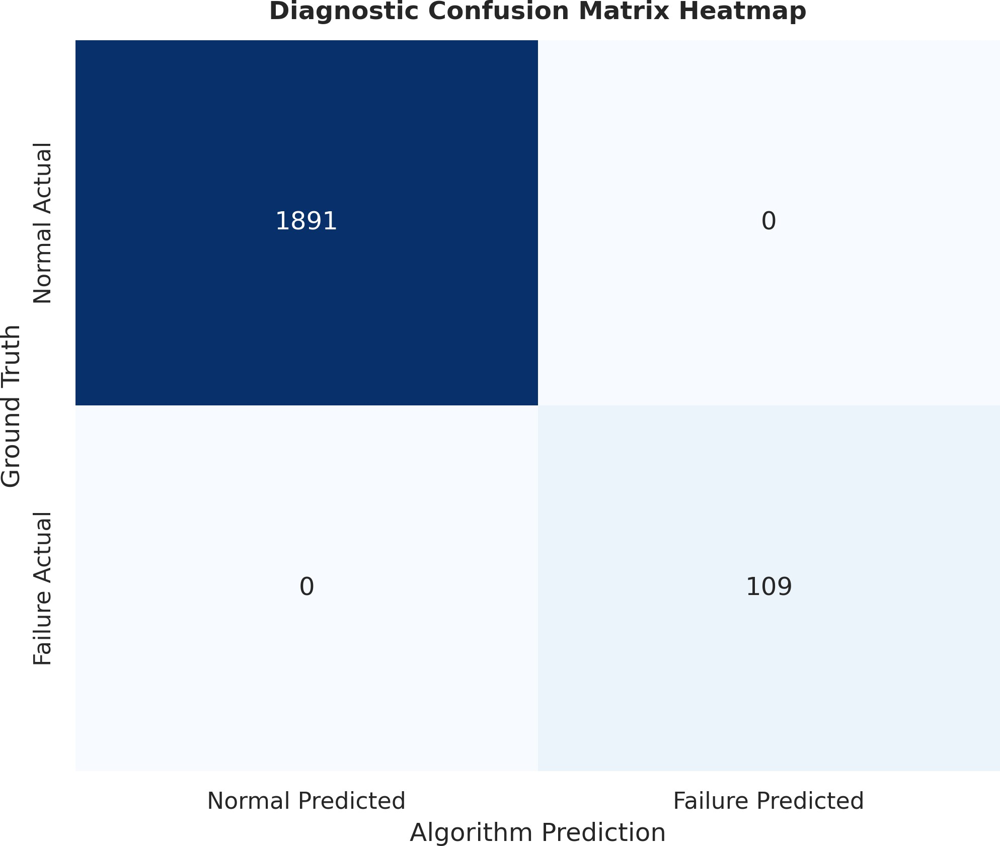 Diagnostic Confusion Matrix Heatmap
Ground Truth
Normal Actual
1891
0
Failure Actual
0
109
Normal Predicted
Failure Predicted
Algorithm Prediction